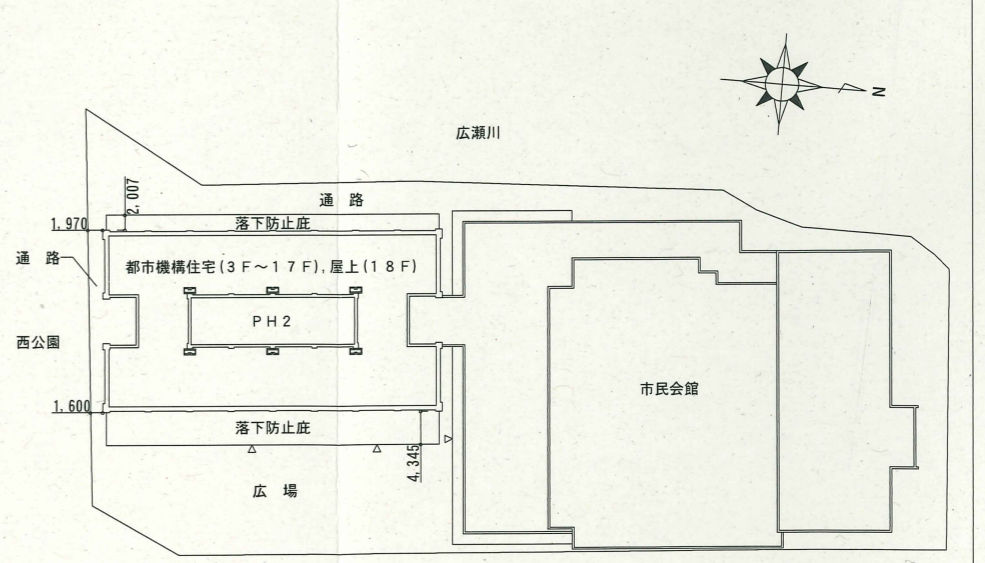 N
広瀬川
2,007
通 路
1,970
落下防止庇
通 路
都市機構住宅(3F~17F),屋上(18F)
PH2
西公園
市民会館
1,600
落下防止庇
4,345
広 場